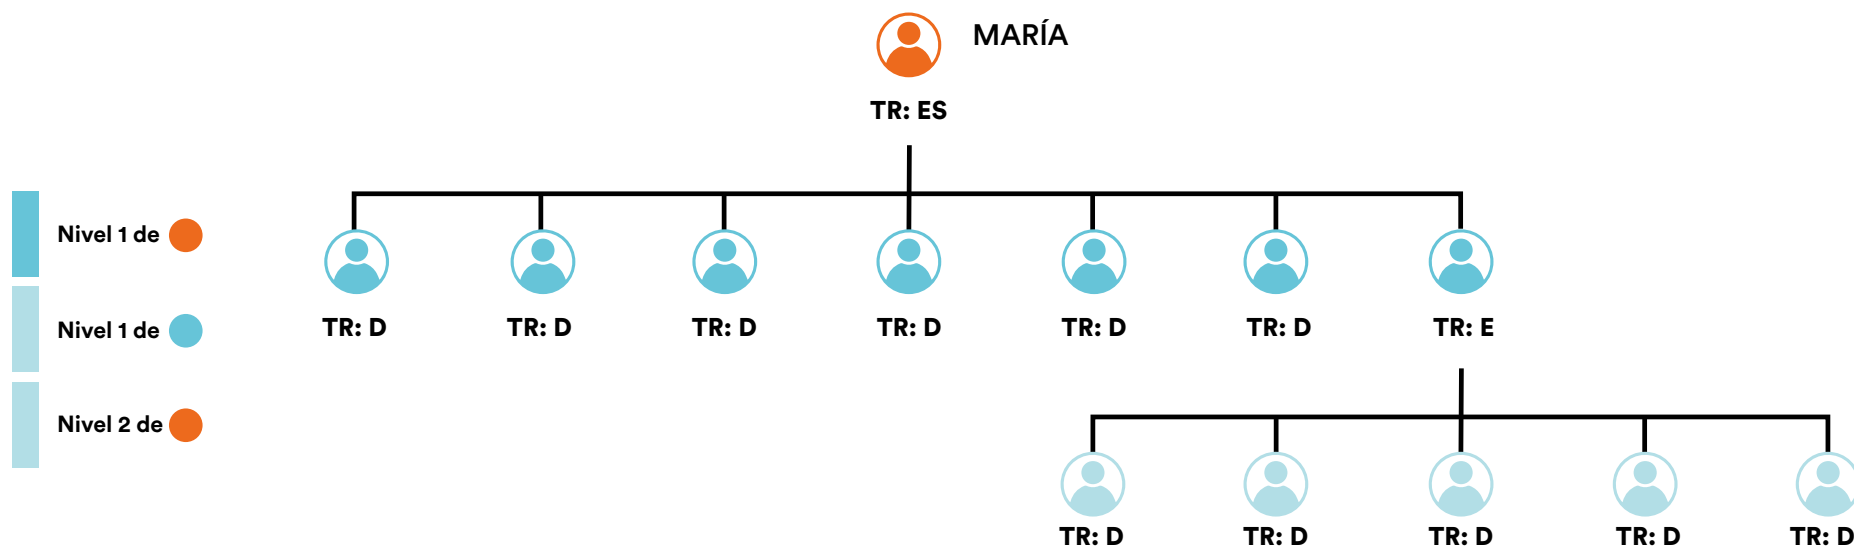 MARÍA
TR: ES
Nivel 1 de
TR: D TR: D TR: D TR: D TR: D TR: D TR: E
Nivel 1 de
Nivel 2 de
TR: D TR: D TR: D TR: D TR: D